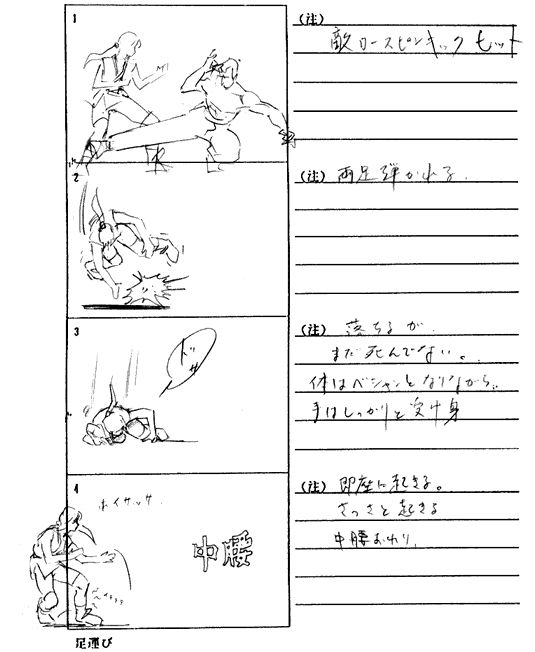 1
(注)
敵ロースピンキック ヒット
2
(注) 両足弾かれる.
3
ドッ
サ
(注) 落ちるが
まだ死んでない。
体はベシャンとなりながら..
手はしっかりと受け身
4
ホイサッサ.
中腰
(注) 即座に起きる。
さっさと起きる
中腰おわり.
足運び